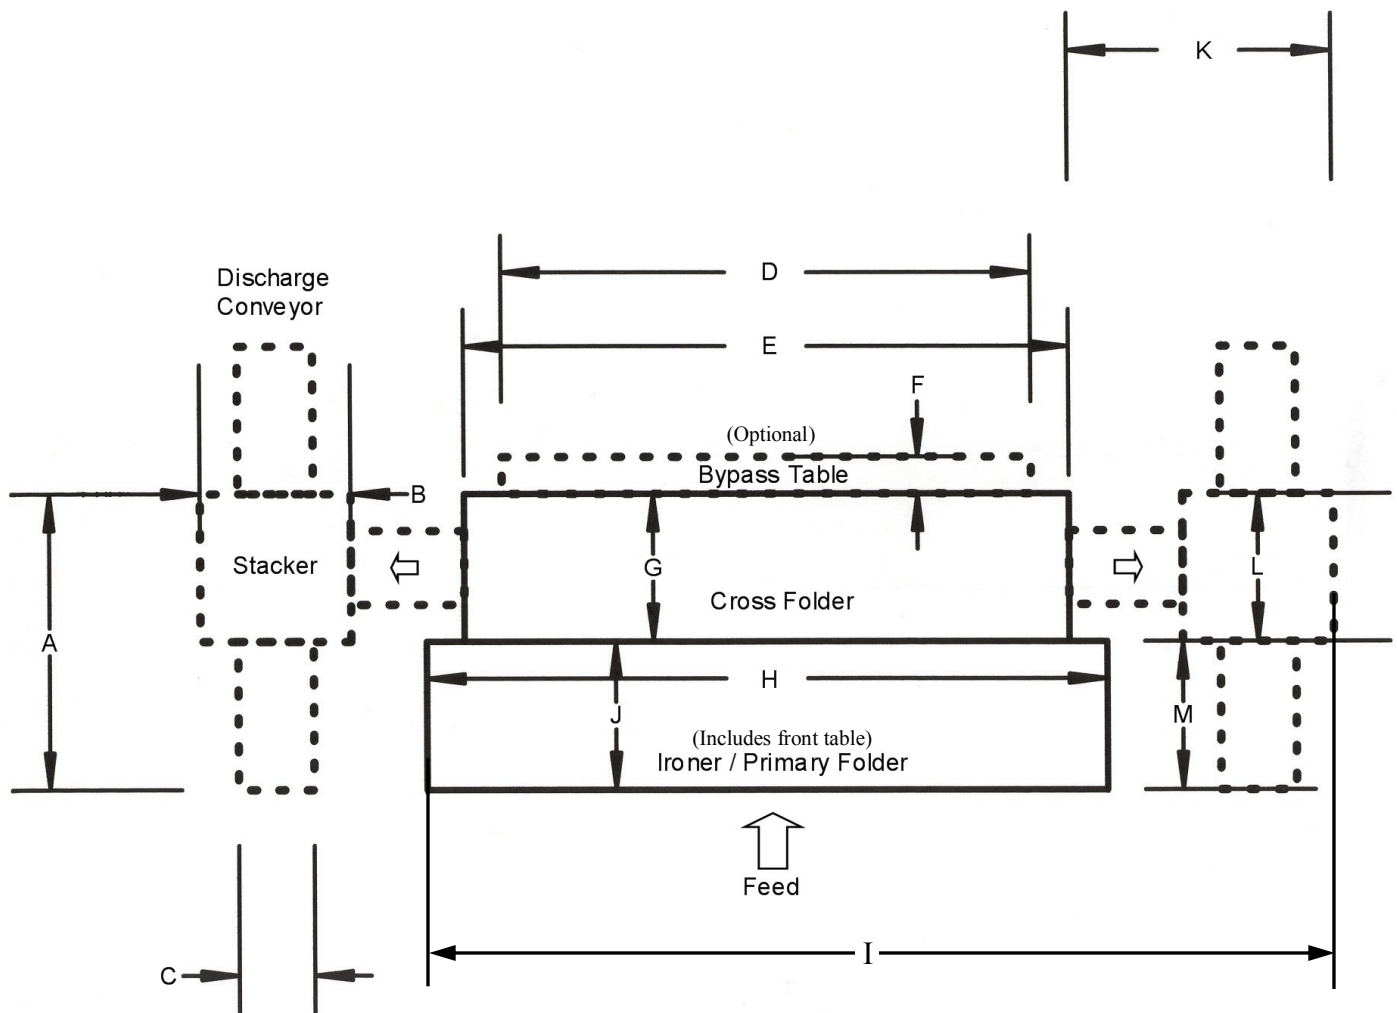 K
D
Discharge
Conveyor
E
F
(Optional)
Bypass Table
B
Stacker
G
L
Cross Folder
A
H
J
M
(Includes front table)
Ironer / Primary Folder
Feed
I
C